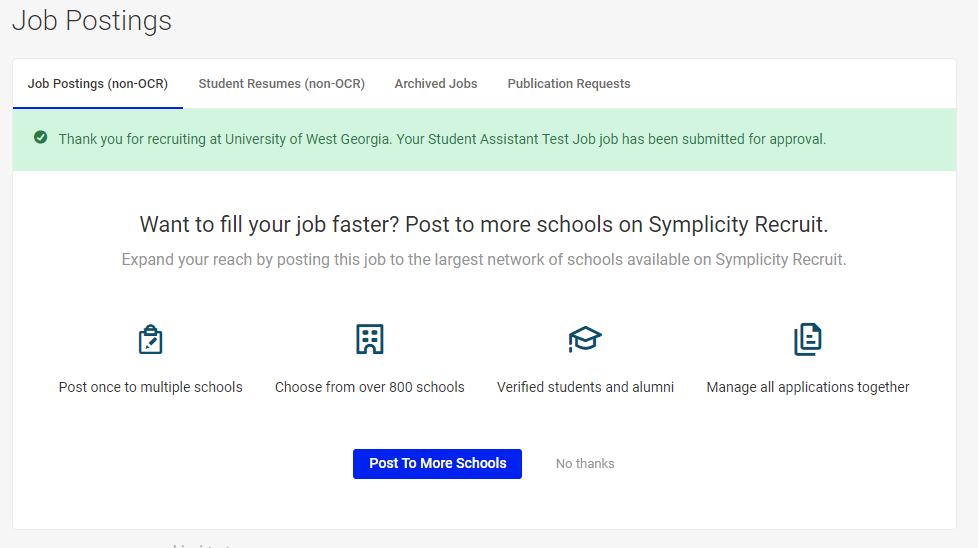 Job Postings
Job Postings (non-OCR) Student Resumes (non-OCR) Archived Jobs Publication Requests
Thank you for recruiting at University of West Georgia. Your Student Assistant Test Job job has been submitted for approval.
Want to fill your job faster? Post to more schools on Symplicity Recruit.
Expand your reach by posting this job to the largest network of schools available on Symplicity Recruit.
Post once to multiple schools Choose from over 800 schools Verified students and alumni Manage all applications together
Post To More Schools No thanks